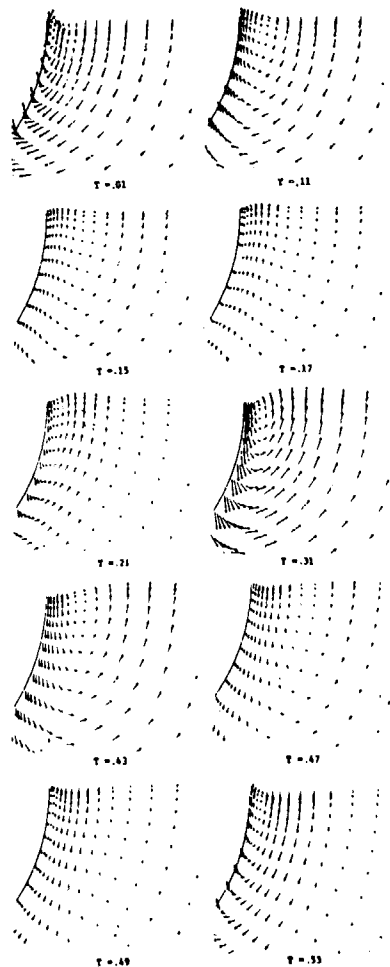 T =.01
T =.11
T =.15
T =.17
T =.21
T =.31
T =.43
T =.47
T =.49
T =.53